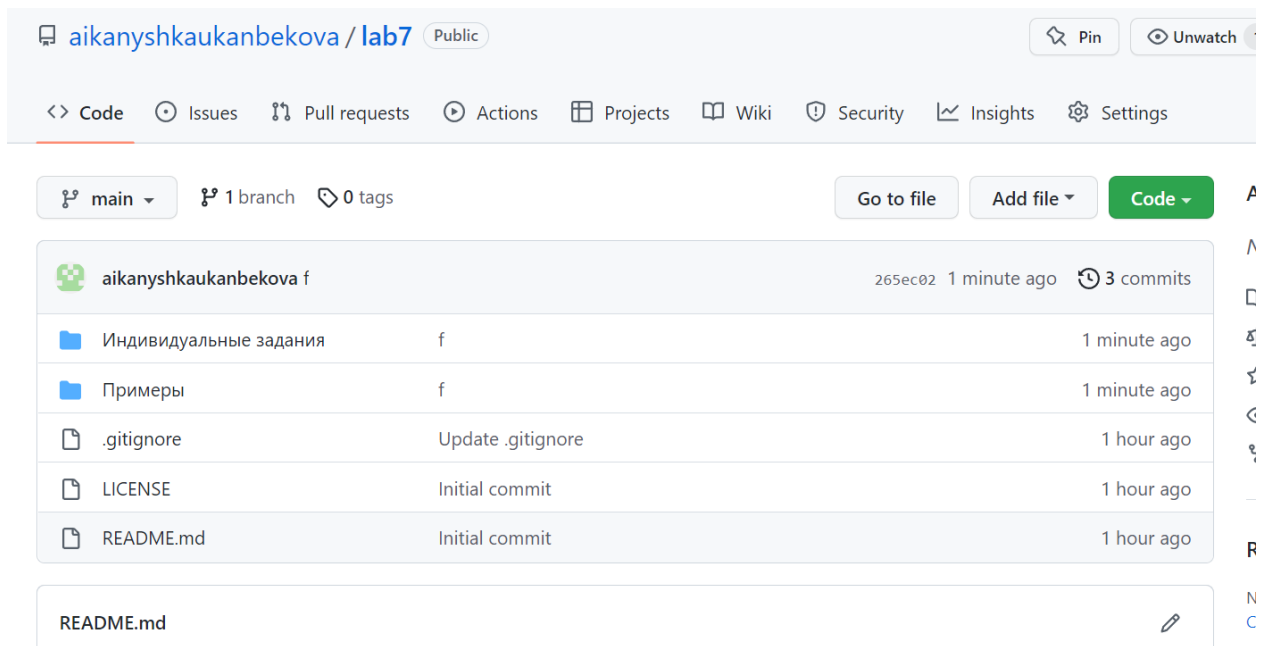 aikanyshkaukanbekova / lab7 Public Pin Unwatch
Code Issues Pull requests Actions Projects Wiki Security Insights Settings
main 1 branch 0 tags Go to file Add file Code
aikanyshkaukanbekova f 265ec02 1 minute ago 3 commits
Индивидуальные задания f 1 minute ago
Примеры f 1 minute ago
.gitignore Update .gitignore 1 hour ago
LICENSE Initial commit 1 hour ago
README.md Initial commit 1 hour ago
README.md